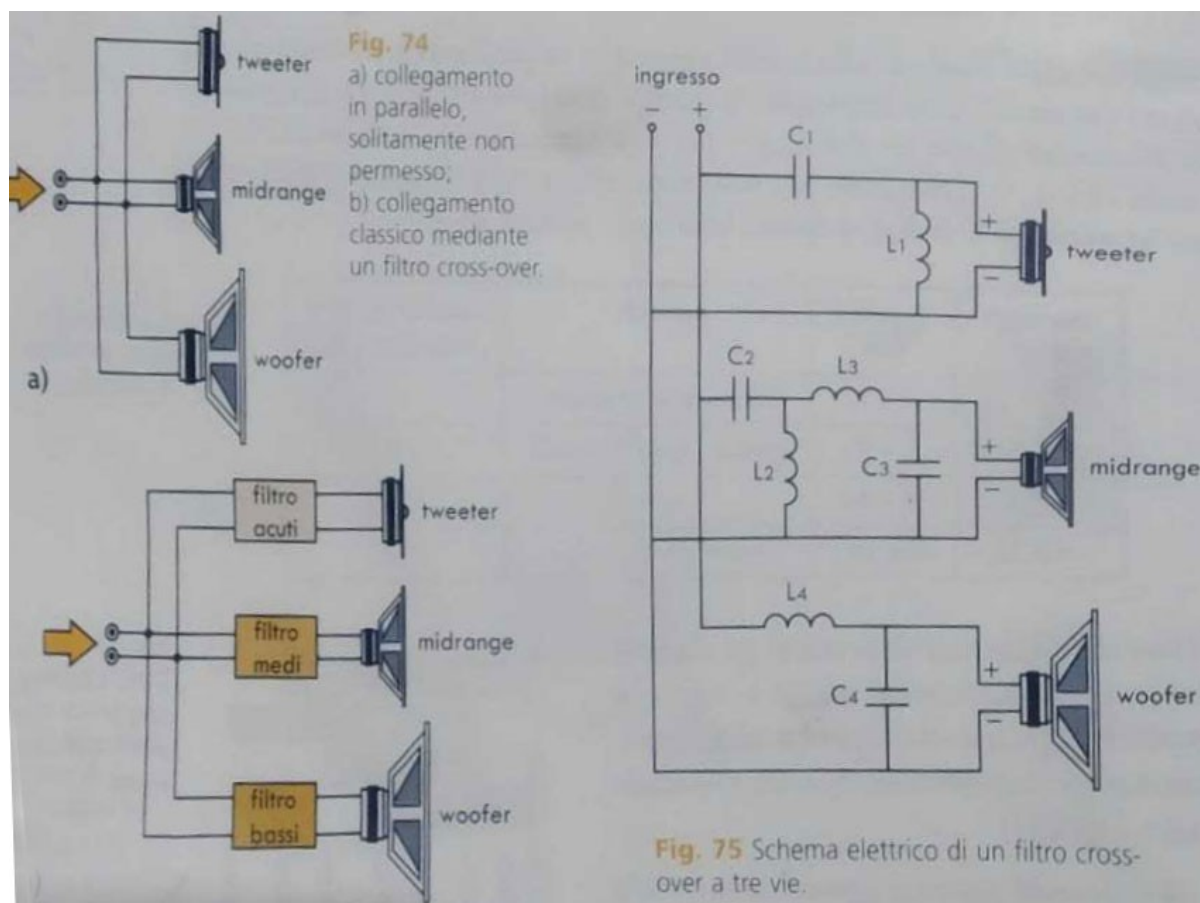 Fig. 74
a) collegamento
in parallelo,
solitamente non
permesso;
b) collegamento
classico mediante
un filtro cross-over.
tweeter
midrange
woofer
a)
filtro
acuti
tweeter
filtro
medi
midrange
filtro
bassi
woofer
ingresso
− +
C1
L1
+
−
tweeter
C2
L3
L2
C3
+
−
midrange
L4
C4
+
−
woofer
Fig. 75 Schema elettrico di un filtro cross-
over a tre vie.